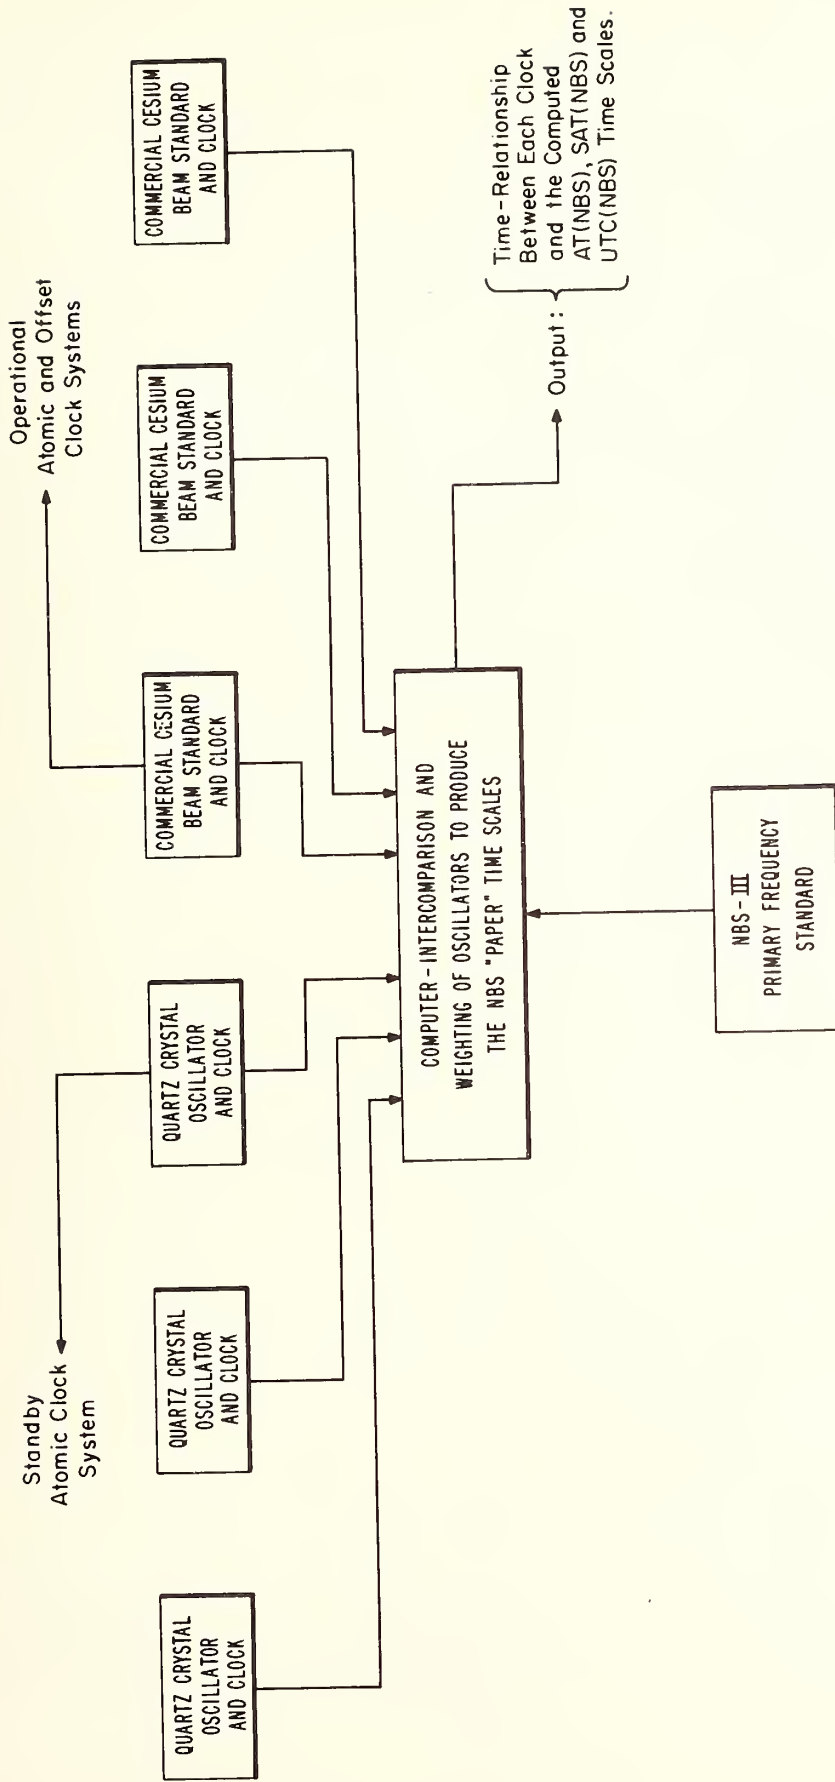 Standby
Atomic Clock
System
Operational
Atomic and Offset
Clock Systems
QUARTZ CRYSTAL
OSCILLATOR
AND CLOCK
QUARTZ CRYSTAL
OSCILLATOR
AND CLOCK
QUARTZ CRYSTAL
OSCILLATOR
AND CLOCK
COMMERCIAL CESIUM
BEAM STANDARD
AND CLOCK
COMMERCIAL CESIUM
BEAM STANDARD
AND CLOCK
COMMERCIAL CESIUM
BEAM STANDARD
AND CLOCK
COMPUTER-INTERCOMPARISON AND
WEIGHTING OF OSCILLATORS TO PRODUCE
THE NBS "PAPER" TIME SCALES
Output:
Time-Relationship
Between Each Clock
and the Computed
AT(NBS), SAT(NBS) and
UTC(NBS) Time Scales.
NBS-III
PRIMARY FREQUENCY
STANDARD